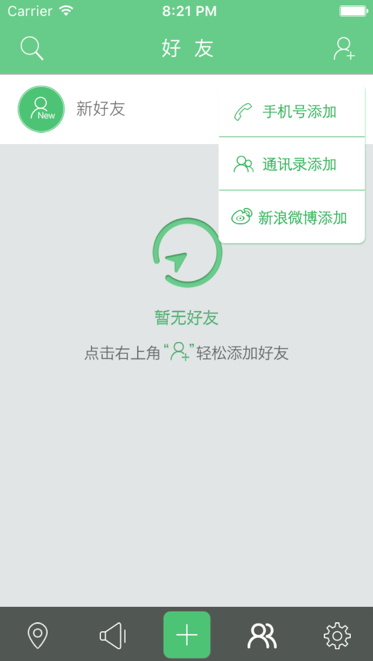 Carrier 8:21 PM
好 友
New
新好友
手机号添加
通讯录添加
新浪微博添加
暂无好友
点击右上角“ ”轻松添加好友